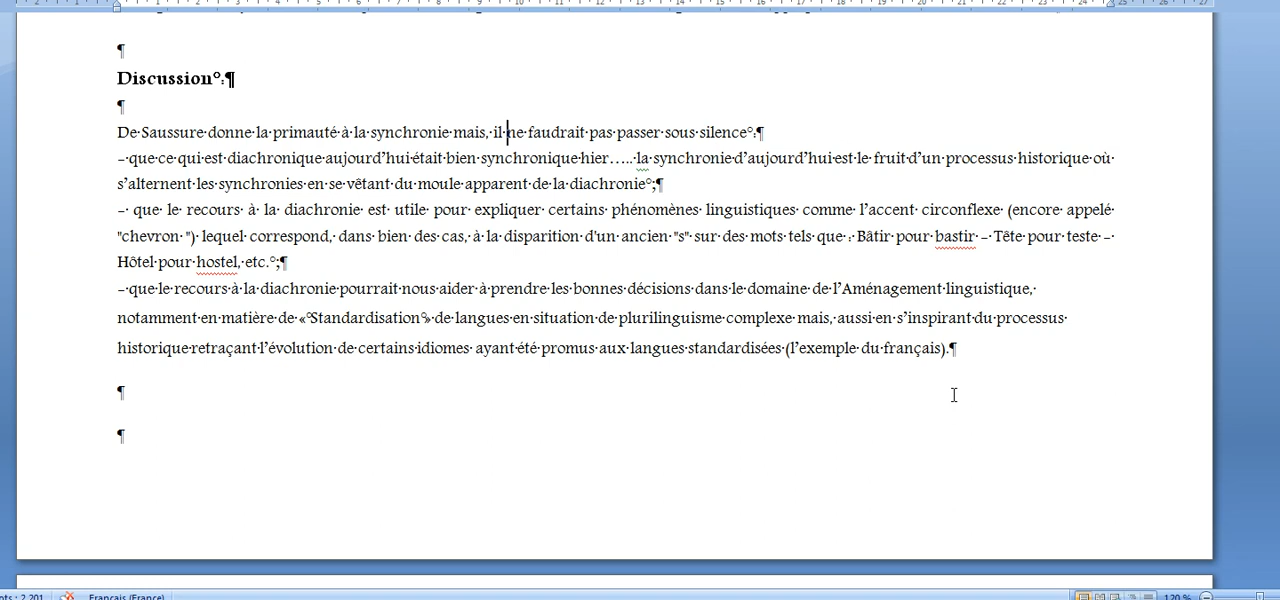 Discussion :
De Saussure donne la primauté à la synchronie mais, il ne faudrait pas passer sous silence :
– que ce qui est diachronique aujourd’hui était bien synchronique hier….. la synchronie d’aujourd’hui est le fruit d’un processus historique où
s’alternent les synchronies en se vêtant du moule apparent de la diachronie ;
– que le recours à la diachronie est utile pour expliquer certains phénomènes linguistiques comme l’accent circonflexe (encore appelé
"chevron ") lequel correspond, dans bien des cas, à la disparition d'un ancien "s" sur des mots tels que : Bâtir pour bastir – Tête pour teste –
Hôtel pour hostel, etc. ;
– que le recours à la diachronie pourrait nous aider à prendre les bonnes décisions dans le domaine de l’Aménagement linguistique,
notamment en matière de « Standardisation » de langues en situation de plurilinguisme complexe mais, aussi en s’inspirant du processus
historique retraçant l’évolution de certains idiomes ayant été promus aux langues standardisées (l’exemple du français).
: 2 201 Français (France) 120 %